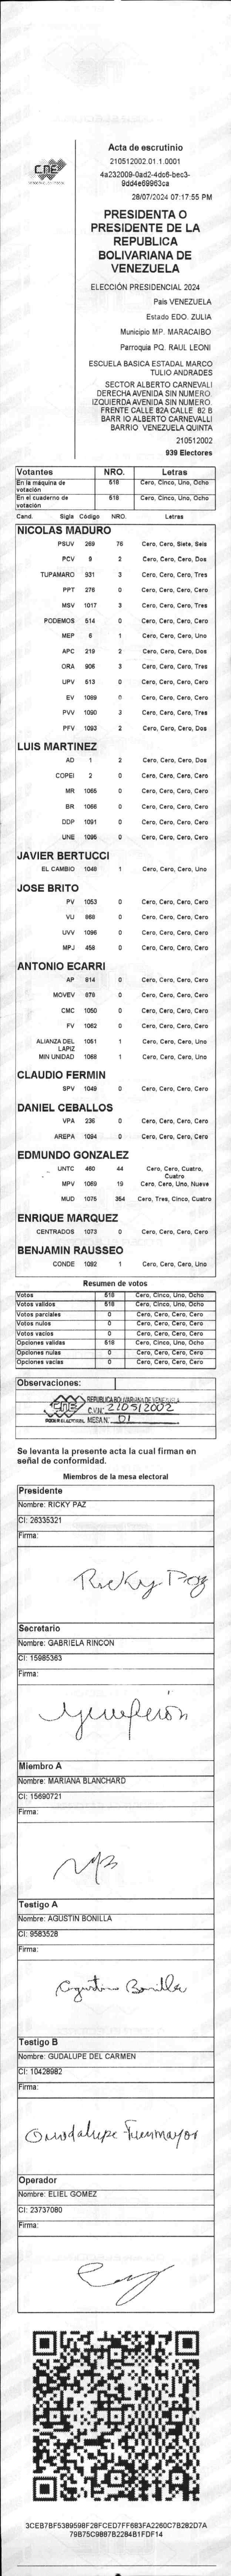 Acta de escrutinio
210512002.01.1.0001
4a232009-0ad2-4dc6-bec3-
9dd4e69963ca
28/07/2024 07:17:55 PM
CNE
PRESIDENTA O
PRESIDENTE DE LA
REPUBLICA
BOLIVARIANA DE
VENEZUELA
ELECCIÓN PRESIDENCIAL 2024
País VENEZUELA
Estado EDO. ZULIA
Municipio MP. MARACAIBO
Parroquia PQ. RAUL LEONI
ESCUELA BASICA ESTADAL MARCO
TULIO ANDRADES
SECTOR ALBERTO CARNEVALI
DERECHA AVENIDA SIN NUMERO.
IZQUIERDA AVENIDA SIN NUMERO.
FRENTE CALLE 82A CALLE 82 B
BARRIO ALBERTO CARNEVALLI
BARRIO VENEZUELA QUINTA
210512002
939 Electores
Votantes NRO. Letras
En la máquina de votación 518 Cero, Cinco, Uno, Ocho
En el cuaderno de votación 518 Cero, Cinco, Uno, Ocho
Cand. Sigla Código NRO. Letras
NICOLAS MADURO
PSUV 269 76 Cero, Cero, Siete, Seis
PCV 9 2 Cero, Cero, Cero, Dos
TUPAMARO 931 3 Cero, Cero, Cero, Tres
PPT 276 0 Cero, Cero, Cero, Cero
MSV 1017 3 Cero, Cero, Cero, Tres
PODEMOS 514 0 Cero, Cero, Cero, Cero
MEP 6 1 Cero, Cero, Cero, Uno
APC 219 2 Cero, Cero, Cero, Dos
ORA 906 3 Cero, Cero, Cero, Tres
UPV 513 0 Cero, Cero, Cero, Cero
EV 1089 0 Cero, Cero, Cero, Cero
PVV 1090 3 Cero, Cero, Cero, Tres
PFV 1093 2 Cero, Cero, Cero, Dos
LUIS MARTINEZ
AD 1 2 Cero, Cero, Cero, Dos
COPEI 2 0 Cero, Cero, Cero, Cero
MR 1065 0 Cero, Cero, Cero, Cero
BR 1066 0 Cero, Cero, Cero, Cero
DDP 1091 0 Cero, Cero, Cero, Cero
UNE 1095 0 Cero, Cero, Cero, Cero
JAVIER BERTUCCI
EL CAMBIO 1048 1 Cero, Cero, Cero, Uno
JOSE BRITO
PV 1053 0 Cero, Cero, Cero, Cero
VU 868 0 Cero, Cero, Cero, Cero
UVV 1096 0 Cero, Cero, Cero, Cero
MPJ 458 0 Cero, Cero, Cero, Cero
ANTONIO ECARRI
AP 814 0 Cero, Cero, Cero, Cero
MOVEV 878 0 Cero, Cero, Cero, Cero
CMC 1050 0 Cero, Cero, Cero, Cero
FV 1062 0 Cero, Cero, Cero, Cero
ALIANZA DEL LAPIZ 1051 1 Cero, Cero, Cero, Uno
MIN UNIDAD 1068 1 Cero, Cero, Cero, Uno
CLAUDIO FERMIN
SPV 1049 0 Cero, Cero, Cero, Cero
DANIEL CEBALLOS
VPA 236 0 Cero, Cero, Cero, Cero
AREPA 1094 0 Cero, Cero, Cero, Cero
EDMUNDO GONZALEZ
UNTC 460 44 Cero, Cero, Cuatro, Cuatro
MPV 1069 19 Cero, Cero, Uno, Nueve
MUD 1075 354 Cero, Tres, Cinco, Cuatro
ENRIQUE MARQUEZ
CENTRADOS 1073 0 Cero, Cero, Cero, Cero
BENJAMIN RAUSSEO
CONDE 1092 1 Cero, Cero, Cero, Uno
Resumen de votos
Votos 518 Cero, Cinco, Uno, Ocho
Votos validos 518 Cero, Cinco, Uno, Ocho
Votos parciales 0 Cero, Cero, Cero, Cero
Votos nulos 0 Cero, Cero, Cero, Cero
Votos vacios 0 Cero, Cero, Cero, Cero
Opciones validas 518 Cero, Cinco, Uno, Ocho
Opciones nulas 0 Cero, Cero, Cero, Cero
Opciones vacias 0 Cero, Cero, Cero, Cero
Observaciones:
REPUBLICA BOLIVARIANA DE VENEZUELA
CNE
C.V.Nº 210512002
PODER ELECTORAL MESA N.º 01
Se levanta la presente acta la cual firman en
señal de conformidad.
Miembros de la mesa electoral
Presidente
Nombre: RICKY PAZ
CI: 26335321
Firma:
Ricky Paz
Secretario
Nombre: GABRIELA RINCON
CI: 15985363
Firma:
Miembro A
Nombre: MARIANA BLANCHARD
CI: 15690721
Firma:
Testigo A
Nombre: AGUSTIN BONILLA
CI: 9583528
Firma:
Agustin Bonilla
Testigo B
Nombre: GUDALUPE DEL CARMEN
CI: 10428982
Firma:
Guadalupe Fuenmayor
Operador
Nombre: ELIEL GOMEZ
CI: 23737080
Firma:
3CEB7BF5389598F28FCED7FF683FA2260C7B282D7A
79B75C9887B2284B1FDF14